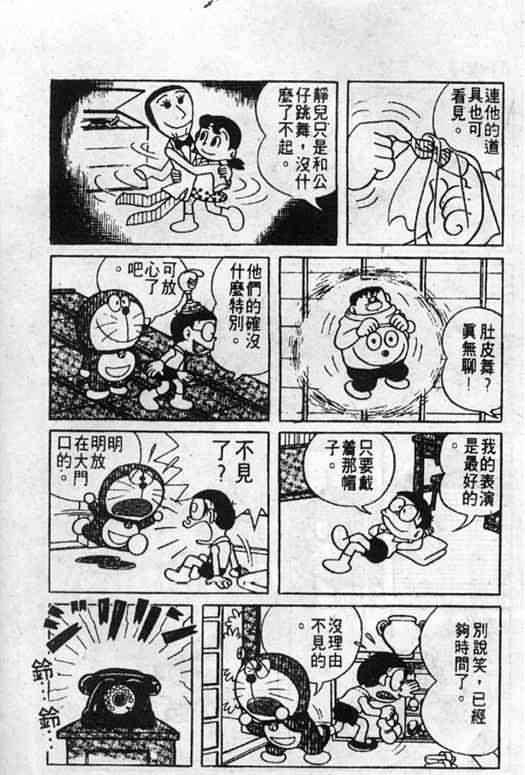 連他的道
具也可
看見。
靜兒只是和公
仔跳舞，沒什
麼了不起。
肚皮舞？
眞無聊！
他們的確沒
什麼特別。
可放
心了
吧。
我的表演
是最好的
。
只要戴
着那帽
子。
不見
了？
明明放
在大門
口的。
別說笑，已經
夠時間了。
沒理由
不見的
。
鈴…
鈴…